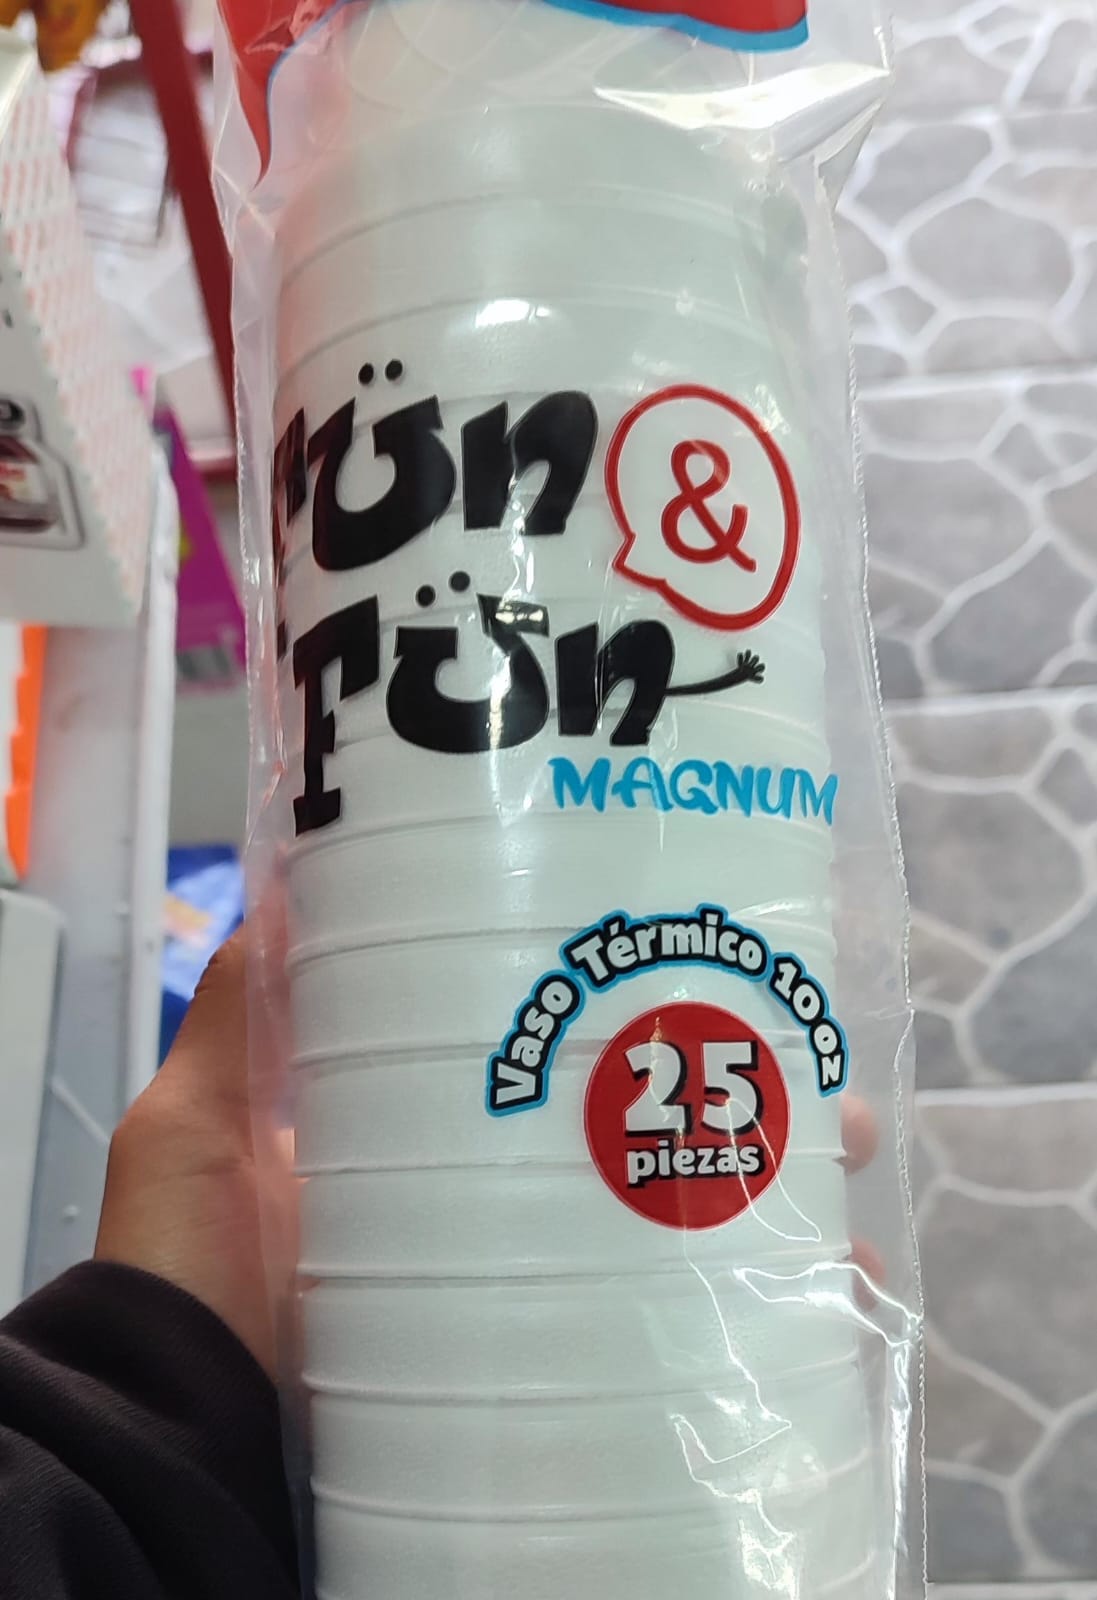 Fün &
Fün
MAGNUM
Vaso Térmico 10oz
25
piezas